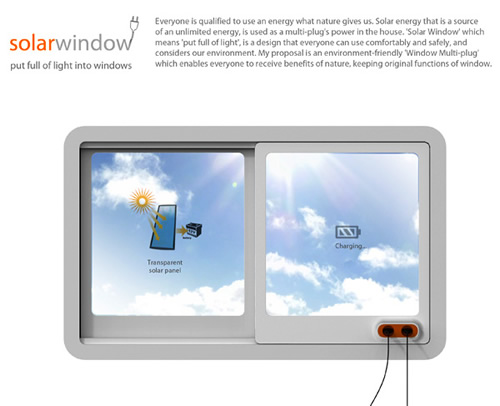 solarwindow
put full of light into windows
Everyone is qualified to use an energy what nature gives us. Solar energy that is a source
of an unlimited energy, is used as a multi-plug's power in the house. 'Solar Window' which
means 'put full of light', is a design that everyone can use comfortably and safely, and
considers our environment. My proposal is an environment-friendly 'Window Multi-plug'
which enables everyone to receive benefits of nature, keeping original functions of window.
Transparent
solar panel
Charging..